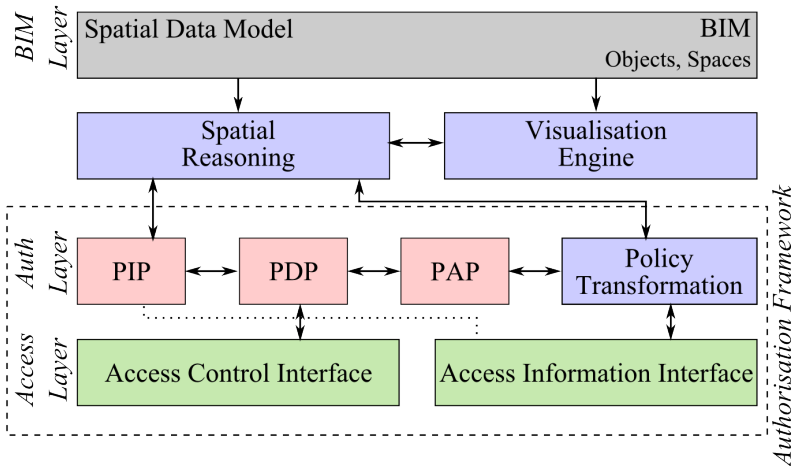 BIM
Layer
Spatial Data Model
BIM
Objects, Spaces
Spatial
Reasoning
Visualisation
Engine
Auth
Layer
PIP
PDP
PAP
Policy
Transformation
Access
Layer
Access Control Interface
Access Information Interface
Authorisation Framework